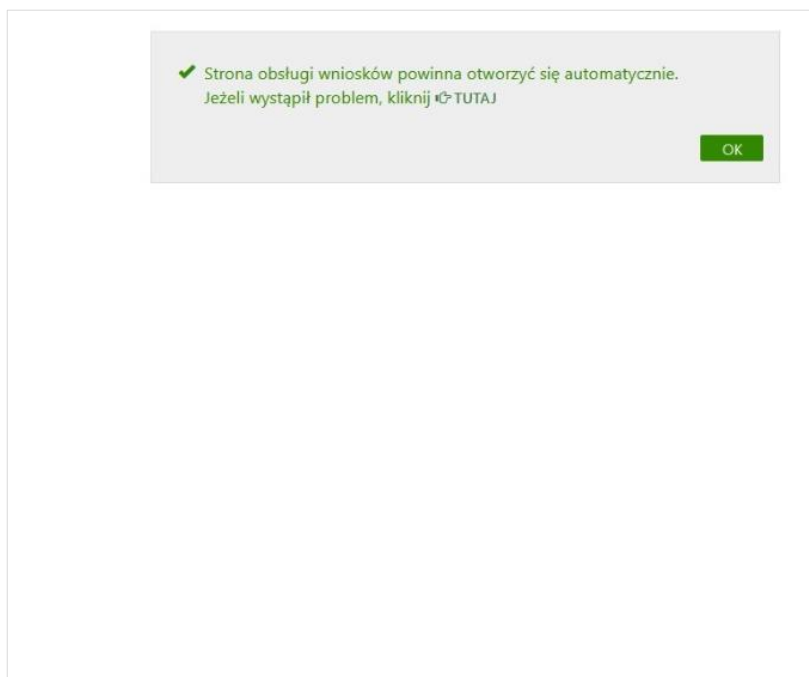 Strona obsługi wniosków powinna otworzyć się automatycznie.
Jeżeli wystąpił problem, kliknij TUTAJ
OK